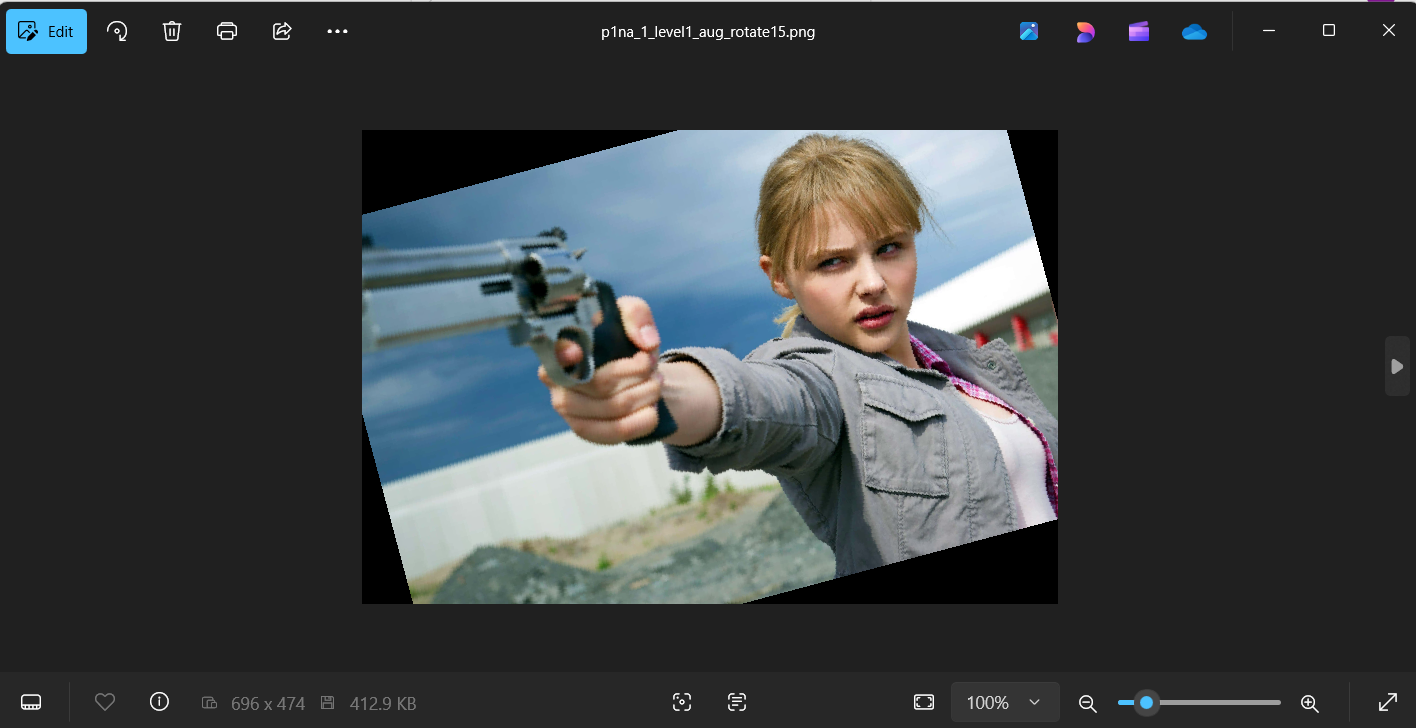 Edit
p1na_1_level1_aug_rotate15.png
696 x 474
412.9 KB
100%